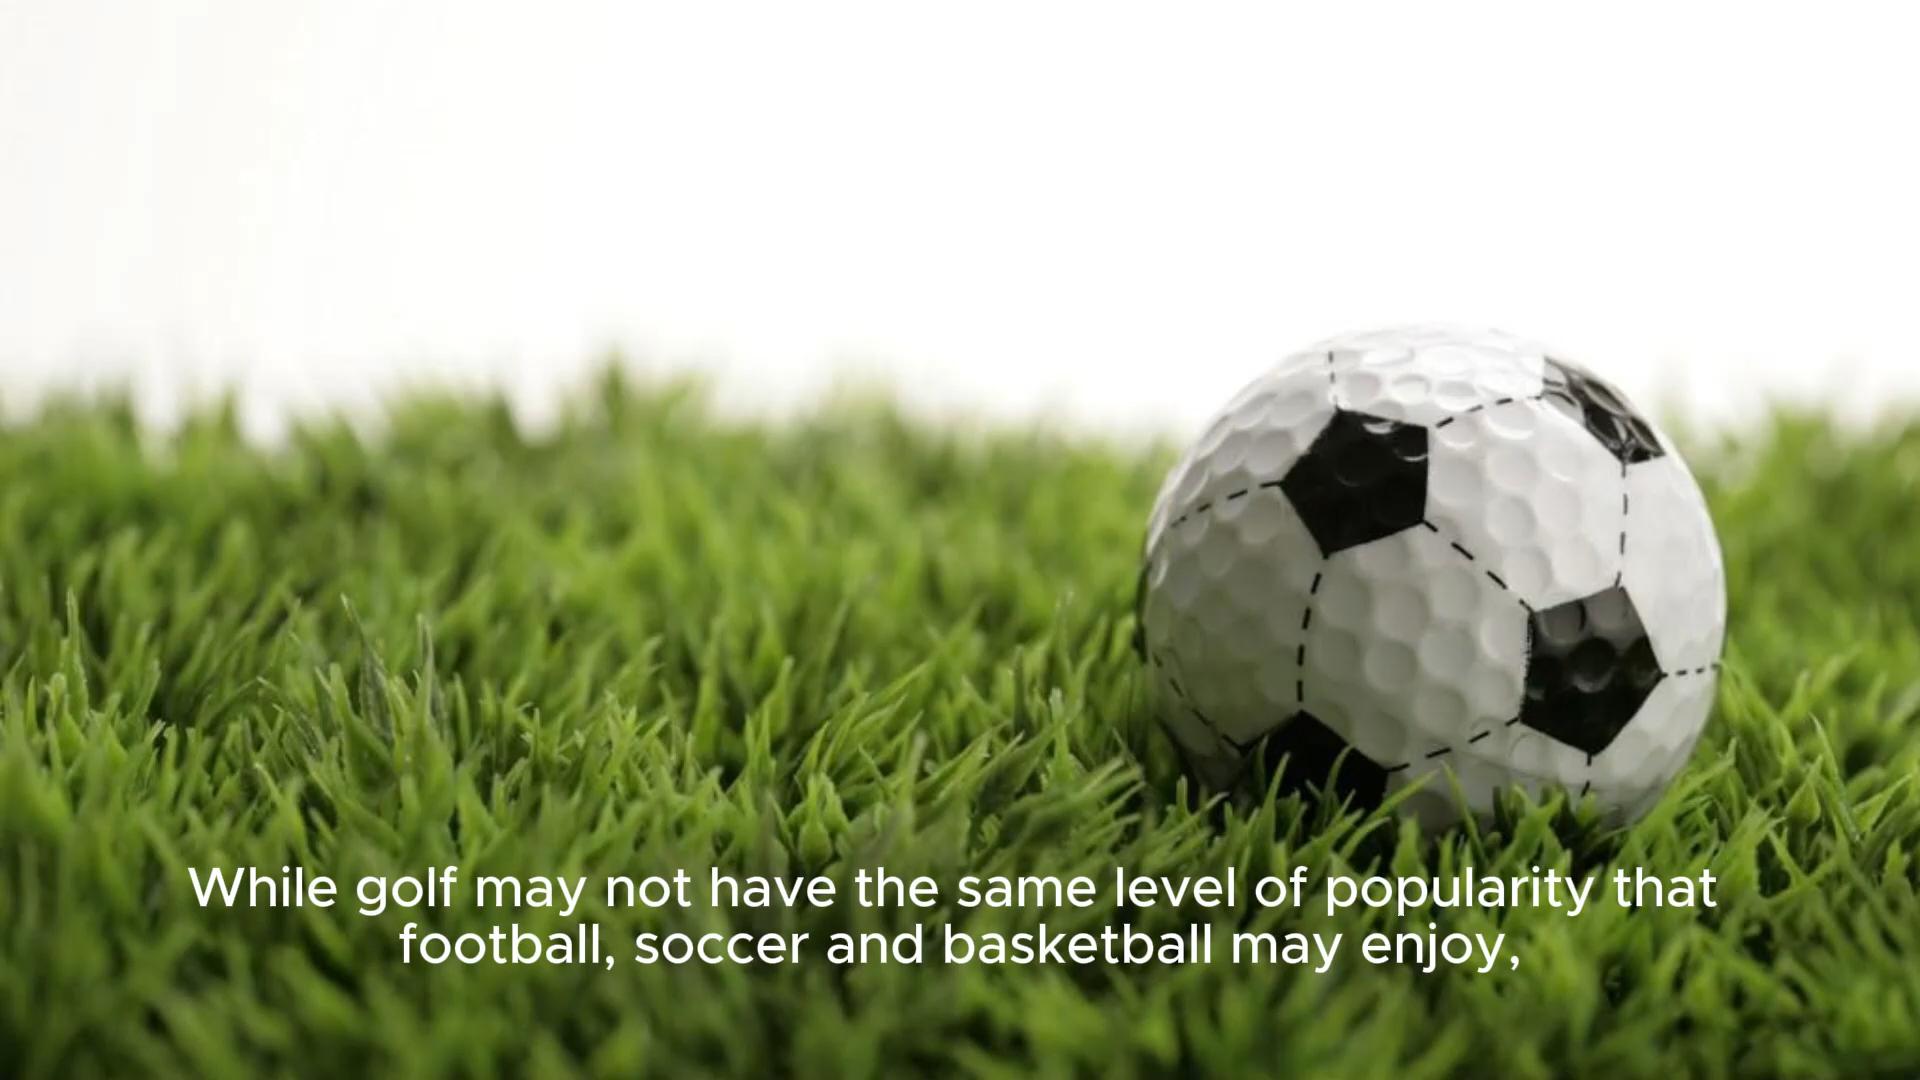 While golf may not have the same level of popularity that
football, soccer and basketball may enjoy,